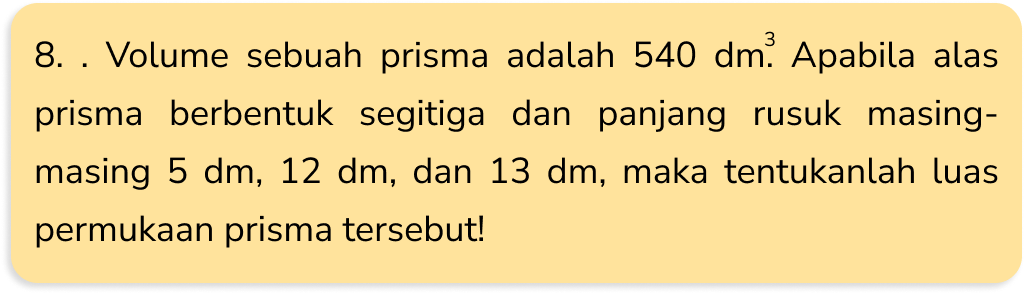 8. . Volume sebuah prisma adalah 540 dm³. Apabila alas
prisma berbentuk segitiga dan panjang rusuk masing-
masing 5 dm, 12 dm, dan 13 dm, maka tentukanlah luas
permukaan prisma tersebut!